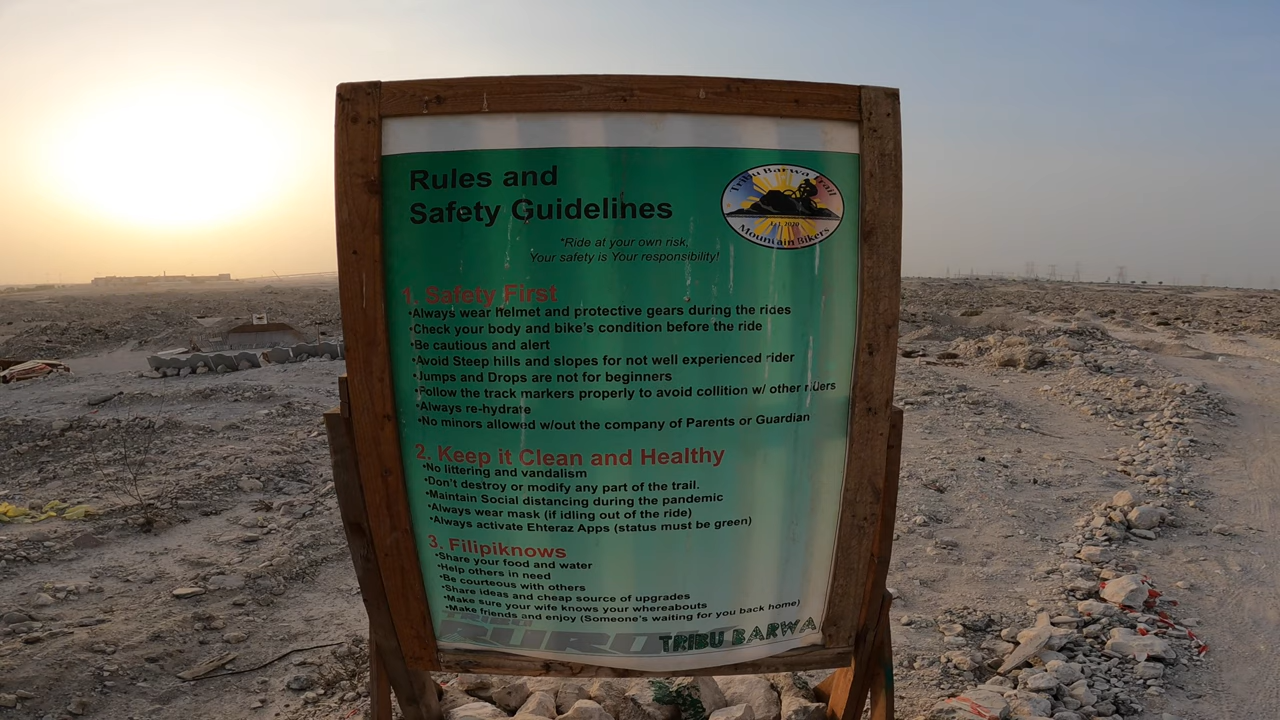 Rules and
Safety Guidelines
Tribu Barwa Trail
Est. 2020
Mountain Bikers
"Ride at your own risk,
Your safety is Your responsibility!
1. Safety First
•Always wear helmet and protective gears during the rides
•Check your body and bike's condition before the ride
•Be cautious and alert
•Avoid Steep hills and slopes for not well experienced rider
•Jumps and Drops are not for beginners
•Follow the track markers properly to avoid collition w/ other riders
•Always re-hydrate
•No minors allowed w/out the company of Parents or Guardian
2. Keep it Clean and Healthy
•No littering and vandalism
•Don't destroy or modify any part of the trail.
•Maintain Social distancing during the pandemic
•Always wear mask (if idling out of the ride)
•Always activate Ehteraz Apps (status must be green)
3. Filipiknows
•Share your food and water
•Help others in need
•Be courteous with others
•Share ideas and cheap source of upgrades
•Make sure your wife knows your whereabouts
•Make friends and enjoy (Someone's waiting for you back home)
TRIBU BARWA